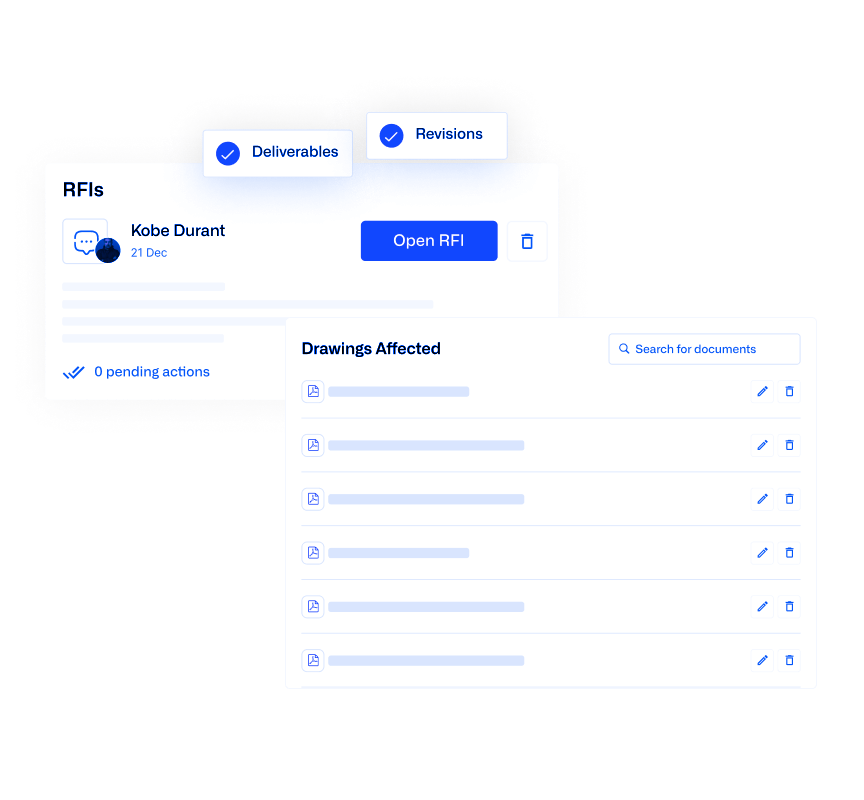 Revisions
Deliverables
RFIs
Kobe Durant
21 Dec
Open RFI
Drawings Affected
Search for documents
0 pending actions